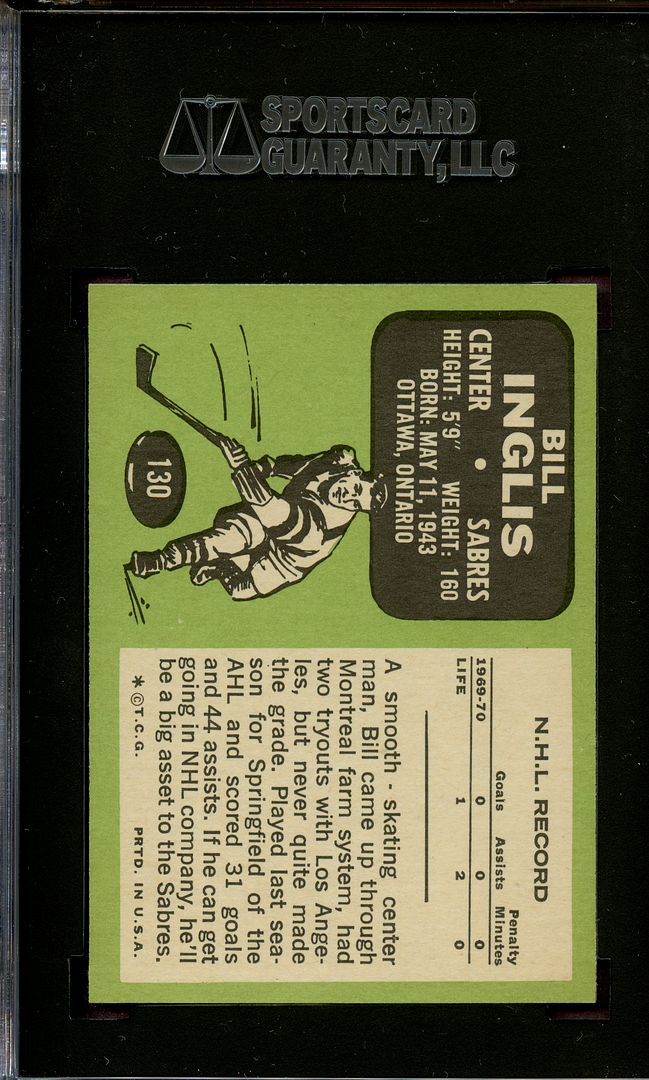 SPORTSCARD
GUARANTY, LLC
BILL
INGLIS
CENTER • SABRES
HEIGHT: 5'9" WEIGHT: 160
BORN: MAY 11, 1943
OTTAWA, ONTARIO
130
N.H.L. RECORD
Goals Assists Penalty Minutes
1969-70 0 0 0
LIFE 1 2 0
A smooth - skating center
man, Bill came up through
Montreal farm system, had
two tryouts with Los Ange-
les, but never quite made
the grade. Played last sea-
son for Springfield of the
AHL and scored 31 goals
and 44 assists. If he can get
going in NHL company, he'll
be a big asset to the Sabres.
* © T.C.G. PRTD. IN U.S.A.